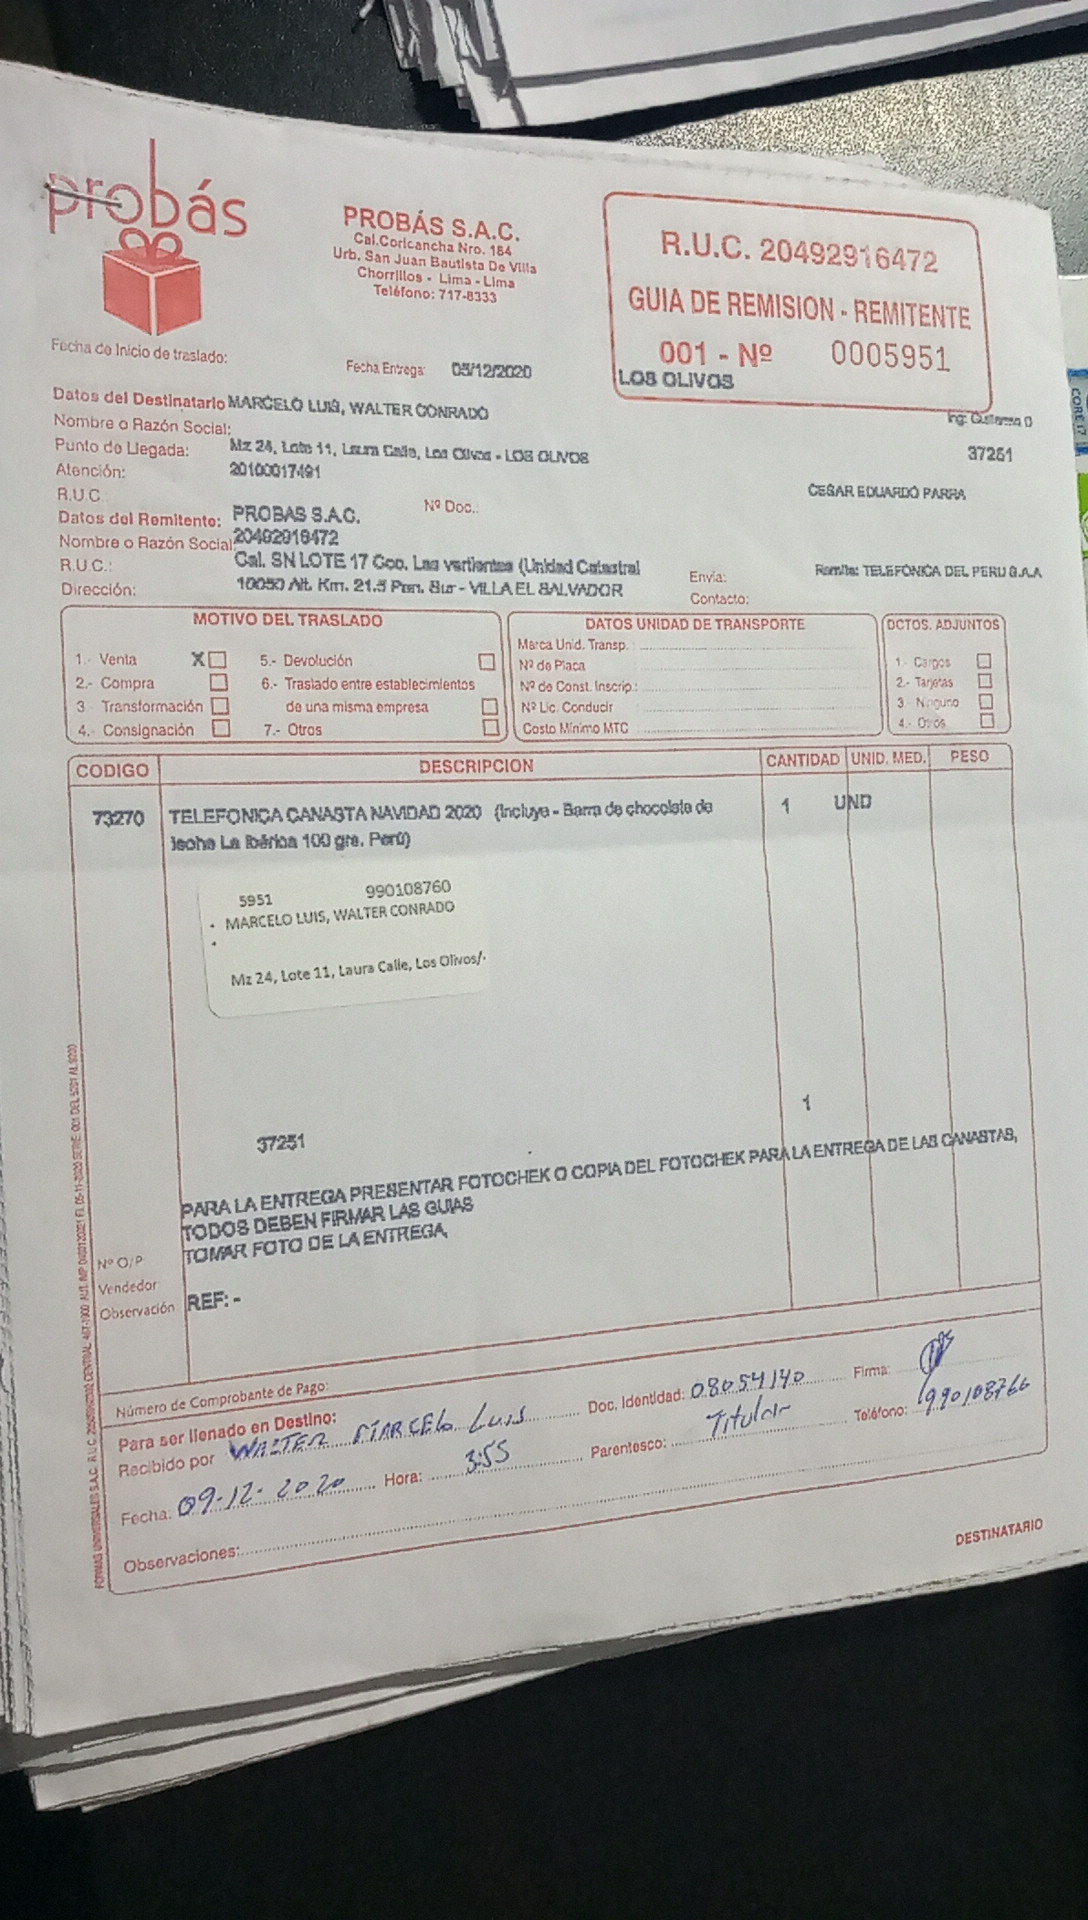 probás
PROBÁS S.A.C.
Cal.Coricancha Nro. 184
Urb. San Juan Bautista De Villa
Chorrillos - Lima - Lima
Teléfono: 717-8333
R.U.C. 20492916472
GUIA DE REMISION - REMITENTE
001 - Nº 0005951
LOS OLIVOS
Fecha de Inicio de traslado:
Fecha Entrega: 05/12/2020
Datos del Destinatario MARCELO LUIS, WALTER CONRADO
Nombre o Razón Social:
Ing: Guillermo O
Punto de Llegada: Mz 24, Lote 11, Laura Calle, Los Olivos - LOS OLIVOS
37251
Atención: 20100017491
R.U.C.
Nº Doc.:
CESAR EDUARDO PARRA
Datos del Remitente: PROBAS S.A.C.
Nombre o Razón Social: 20492916472
R.U.C.: Cal. SN LOTE 17 Coo. Las vertientes (Unidad Catastral
Envía: Remite: TELEFONICA DEL PERU S.A.A
Dirección: 10050 Alt. Km. 21.5 Pan. Sur - VILLA EL SALVADOR
Contacto:
MOTIVO DEL TRASLADO
1.- Venta X
2.- Compra
3 Transformación
4.- Consignación
5.- Devolución
6.- Traslado entre establecimientos
de una misma empresa
7.- Otros
DATOS UNIDAD DE TRANSPORTE
Marca Unid. Transp.
Nº de Placa
Nº de Const. Inscrip.:
Nº Lic. Conducir
Costo Mínimo MTC
DCTOS. ADJUNTOS
1.- Cargos
2.- Tarjetas
3. Ninguno
4.- Otros
CODIGO DESCRIPCION CANTIDAD UNID. MED. PESO
73270 TELEFONICA CANASTA NAVIDAD 2020 (Incluye - Barra de chocolate de 1 UND
leche La Ibérica 100 grs. Perú)
5951 990108760
MARCELO LUIS, WALTER CONRADO
Mz 24, Lote 11, Laura Calle, Los Olivos/-
1
37251
PARA LA ENTREGA PRESENTAR FOTOCHEK O COPIA DEL FOTOCHEK PARA LA ENTREGA DE LAS CANASTAS,
TODOS DEBEN FIRMAR LAS GUIAS
TOMAR FOTO DE LA ENTREGA,
Nº O/P
Vendedor
Observación REF: -
Número de Comprobante de Pago:
Para ser llenado en Destino:
Recibido por WALTER MARCELO LUIS Doc. Identidad: 08054140 Firma:
Fecha: 09-12-2020 Hora: 3:55 Parentesco: Titular Teléfono: 990108760
Observaciones:
DESTINATARIO
CORE i7